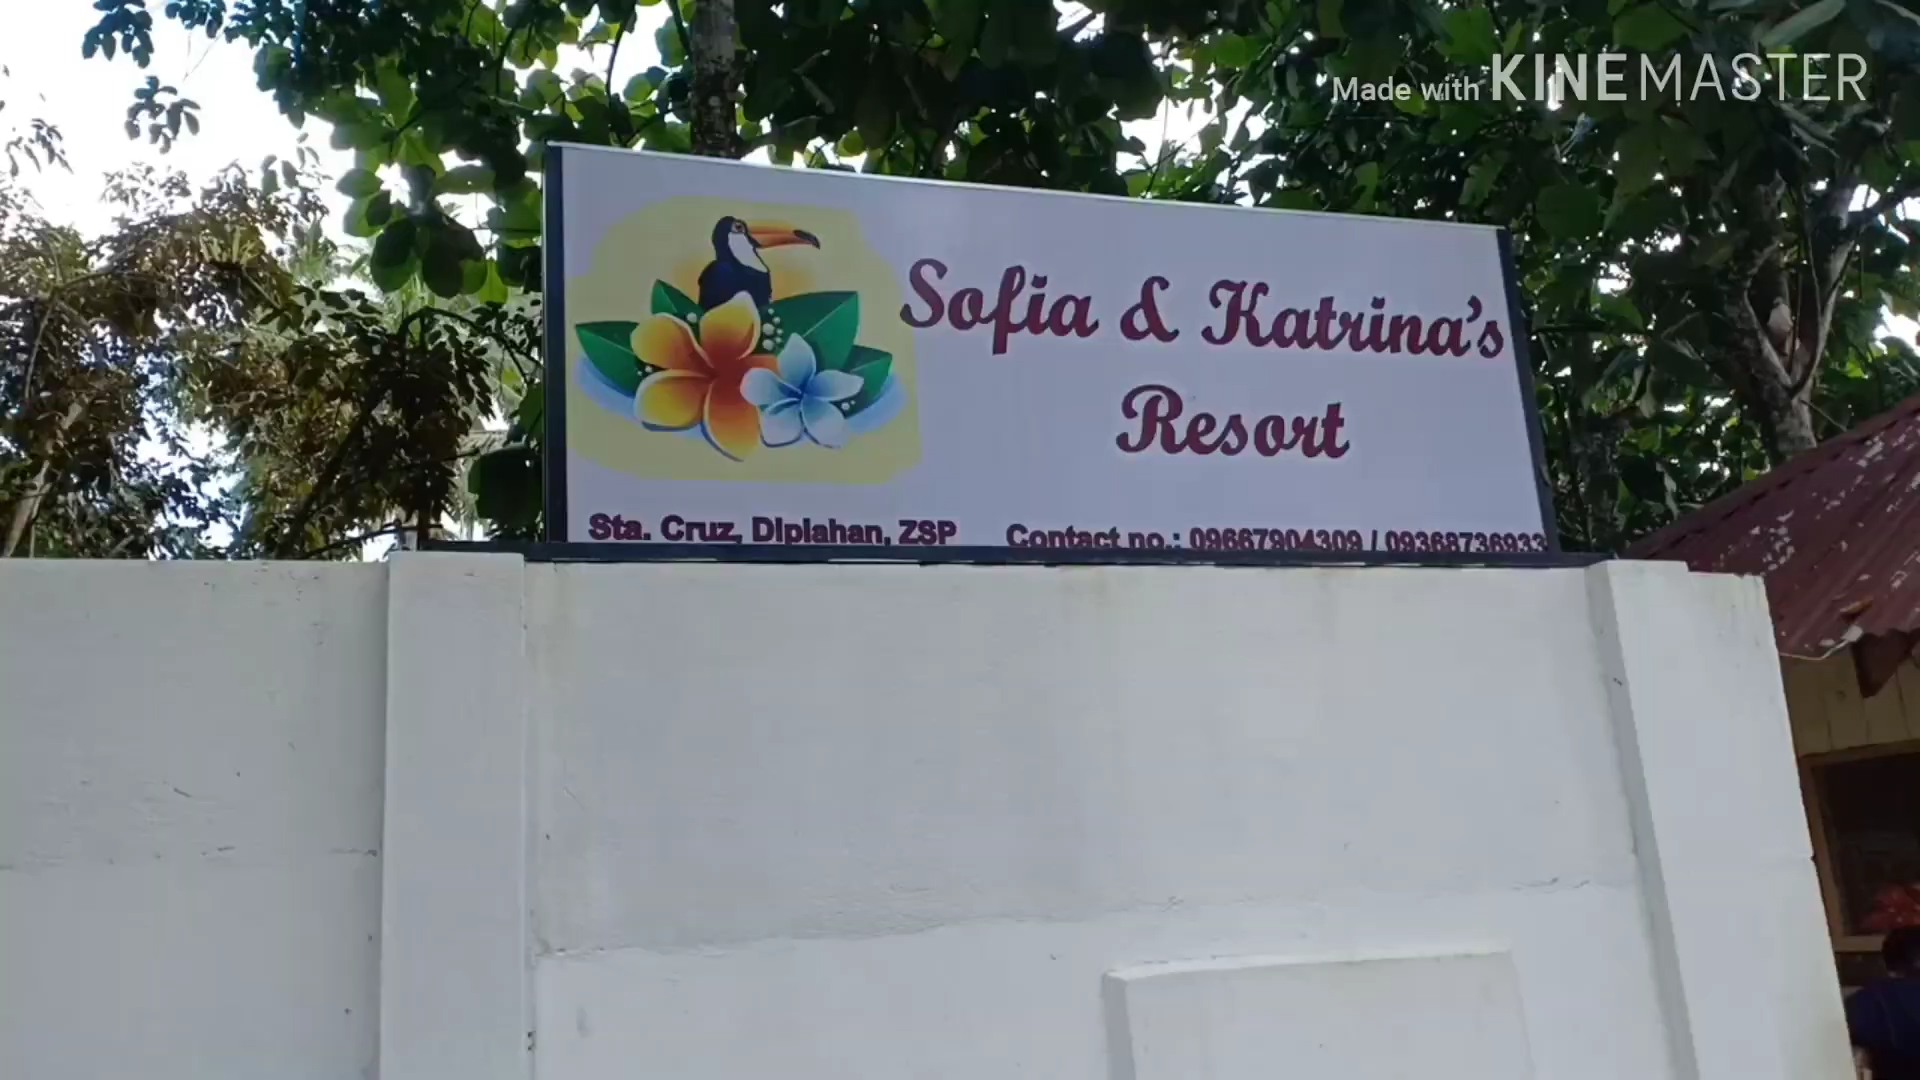 Made with KINEMASTER
Sofia & Katrina's
Resort
Sta. Cruz, Diplahan, ZSP
Contact no.: 09667904309 / 09368736933